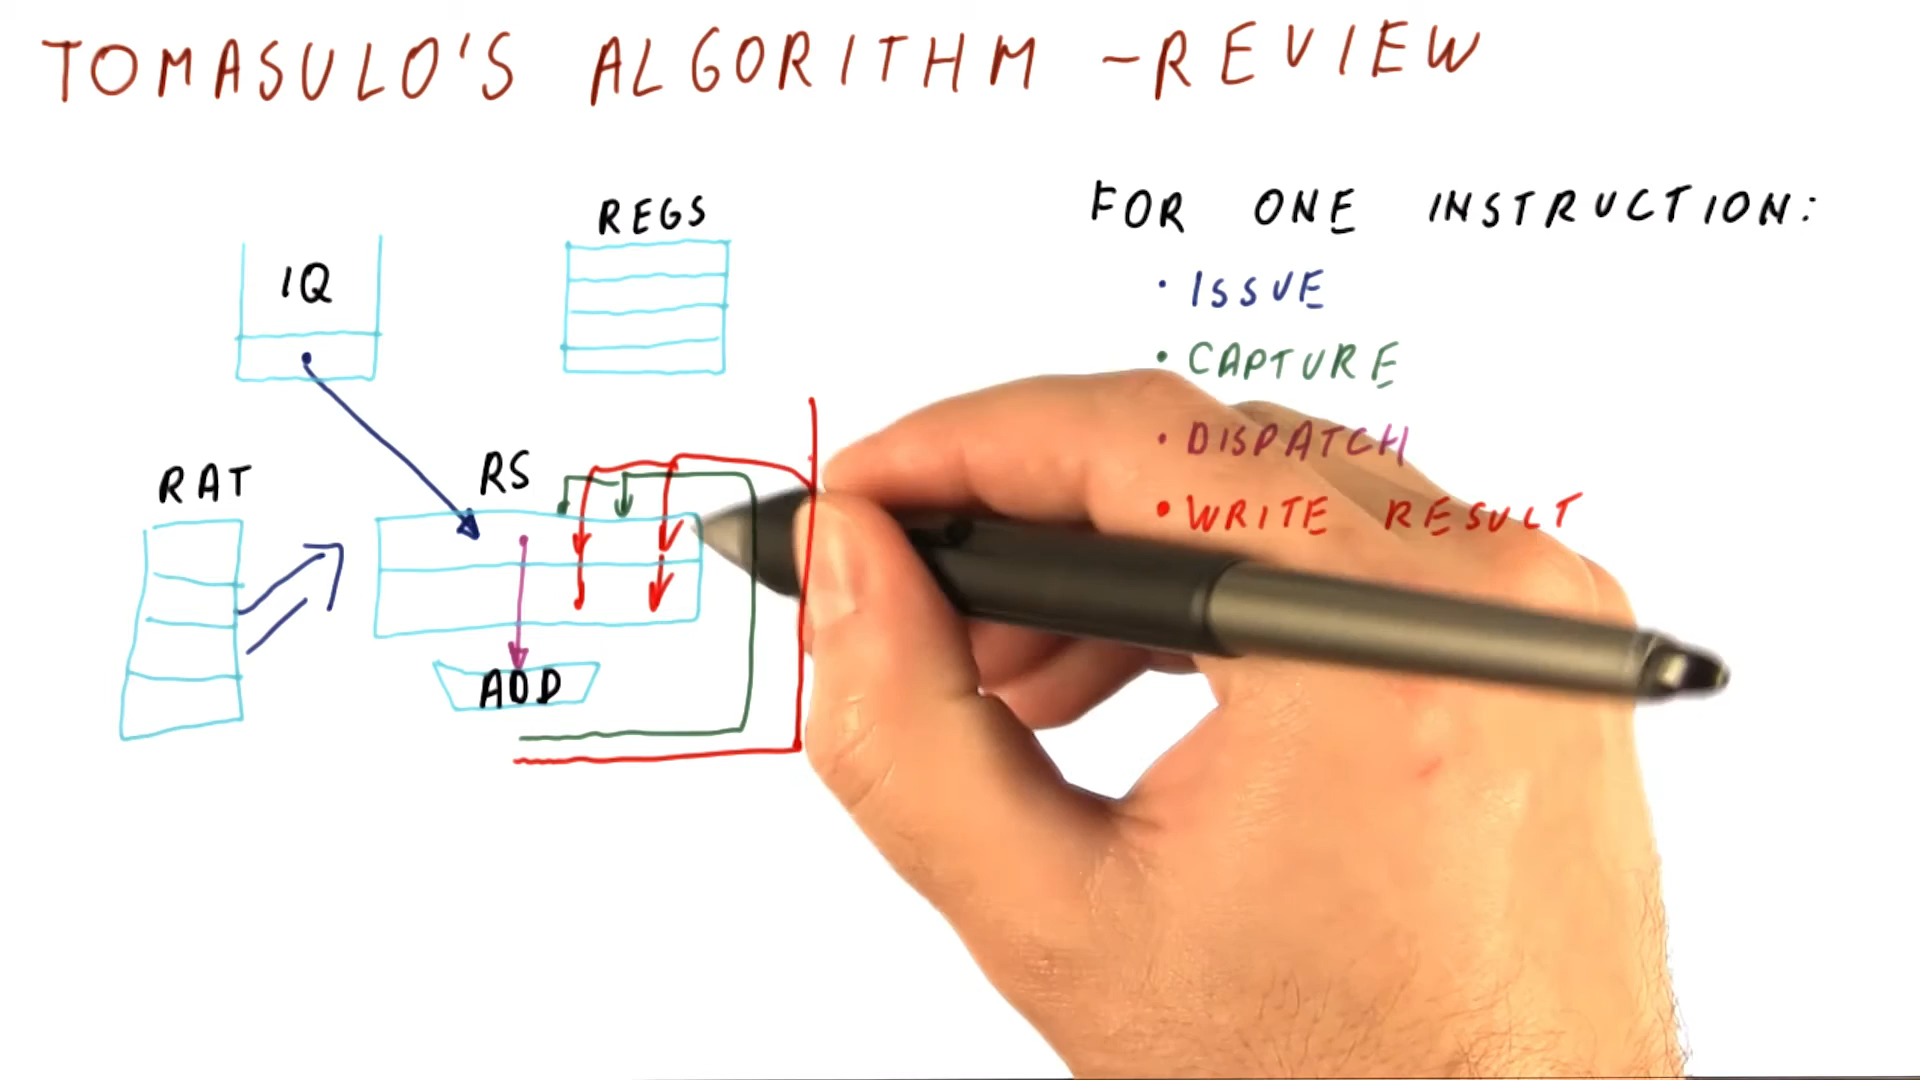 TOMASULO'S ALGORITHM - REVIEW
REGS
IQ
RAT
RS
ADD
FOR ONE INSTRUCTION:
• ISSUE
• CAPTURE
• DISPATCH
• WRITE RESULT